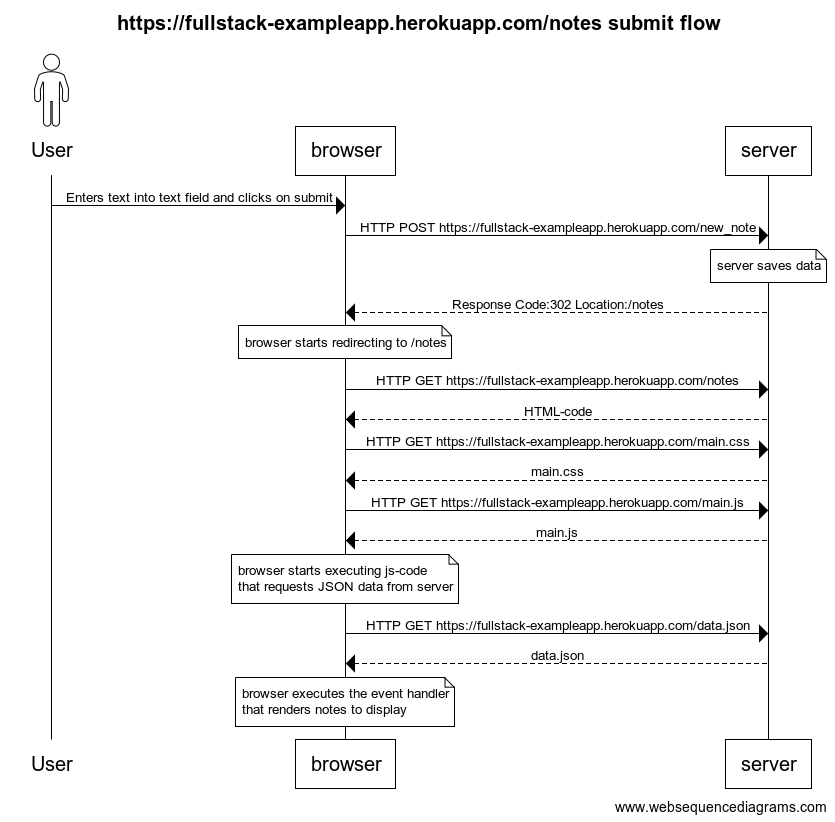 https://fullstack-exampleapp.herokuapp.com/notes submit flow
User
browser
server
Enters text into text field and clicks on submit
HTTP POST https://fullstack-exampleapp.herokuapp.com/new_note
server saves data
Response Code:302 Location:/notes
browser starts redirecting to /notes
HTTP GET https://fullstack-exampleapp.herokuapp.com/notes
HTML-code
HTTP GET https://fullstack-exampleapp.herokuapp.com/main.css
main.css
HTTP GET https://fullstack-exampleapp.herokuapp.com/main.js
main.js
browser starts executing js-code
that requests JSON data from server
HTTP GET https://fullstack-exampleapp.herokuapp.com/data.json
data.json
browser executes the event handler
that renders notes to display
User
browser
server
www.websequencediagrams.com